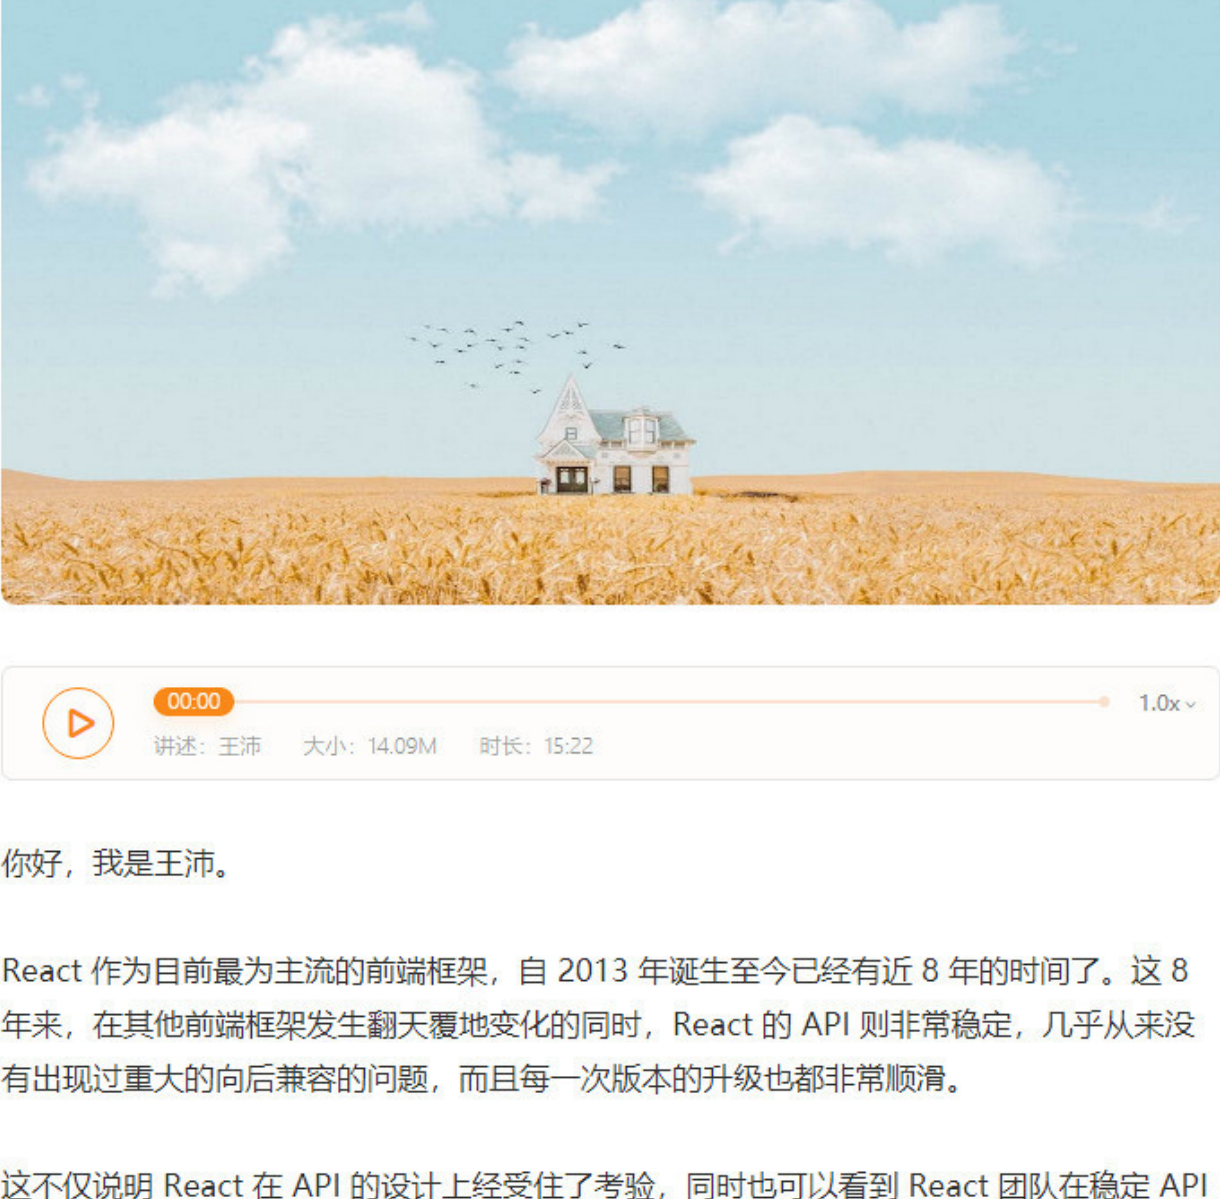 00:00
1.0x
讲述：王沛 大小：14.09M 时长：15:22
你好，我是王沛。
React 作为目前最为主流的前端框架，自 2013 年诞生至今已经有近 8 年的时间了。这 8
年来，在其他前端框架发生翻天覆地变化的同时，React 的 API 则非常稳定，几乎从来没
有出现过重大的向后兼容的问题，而且每一次版本的升级也都非常顺滑。
这不仅说明 React 在 API 的设计上经受住了考验，同时也可以看到 React 团队在稳定 API